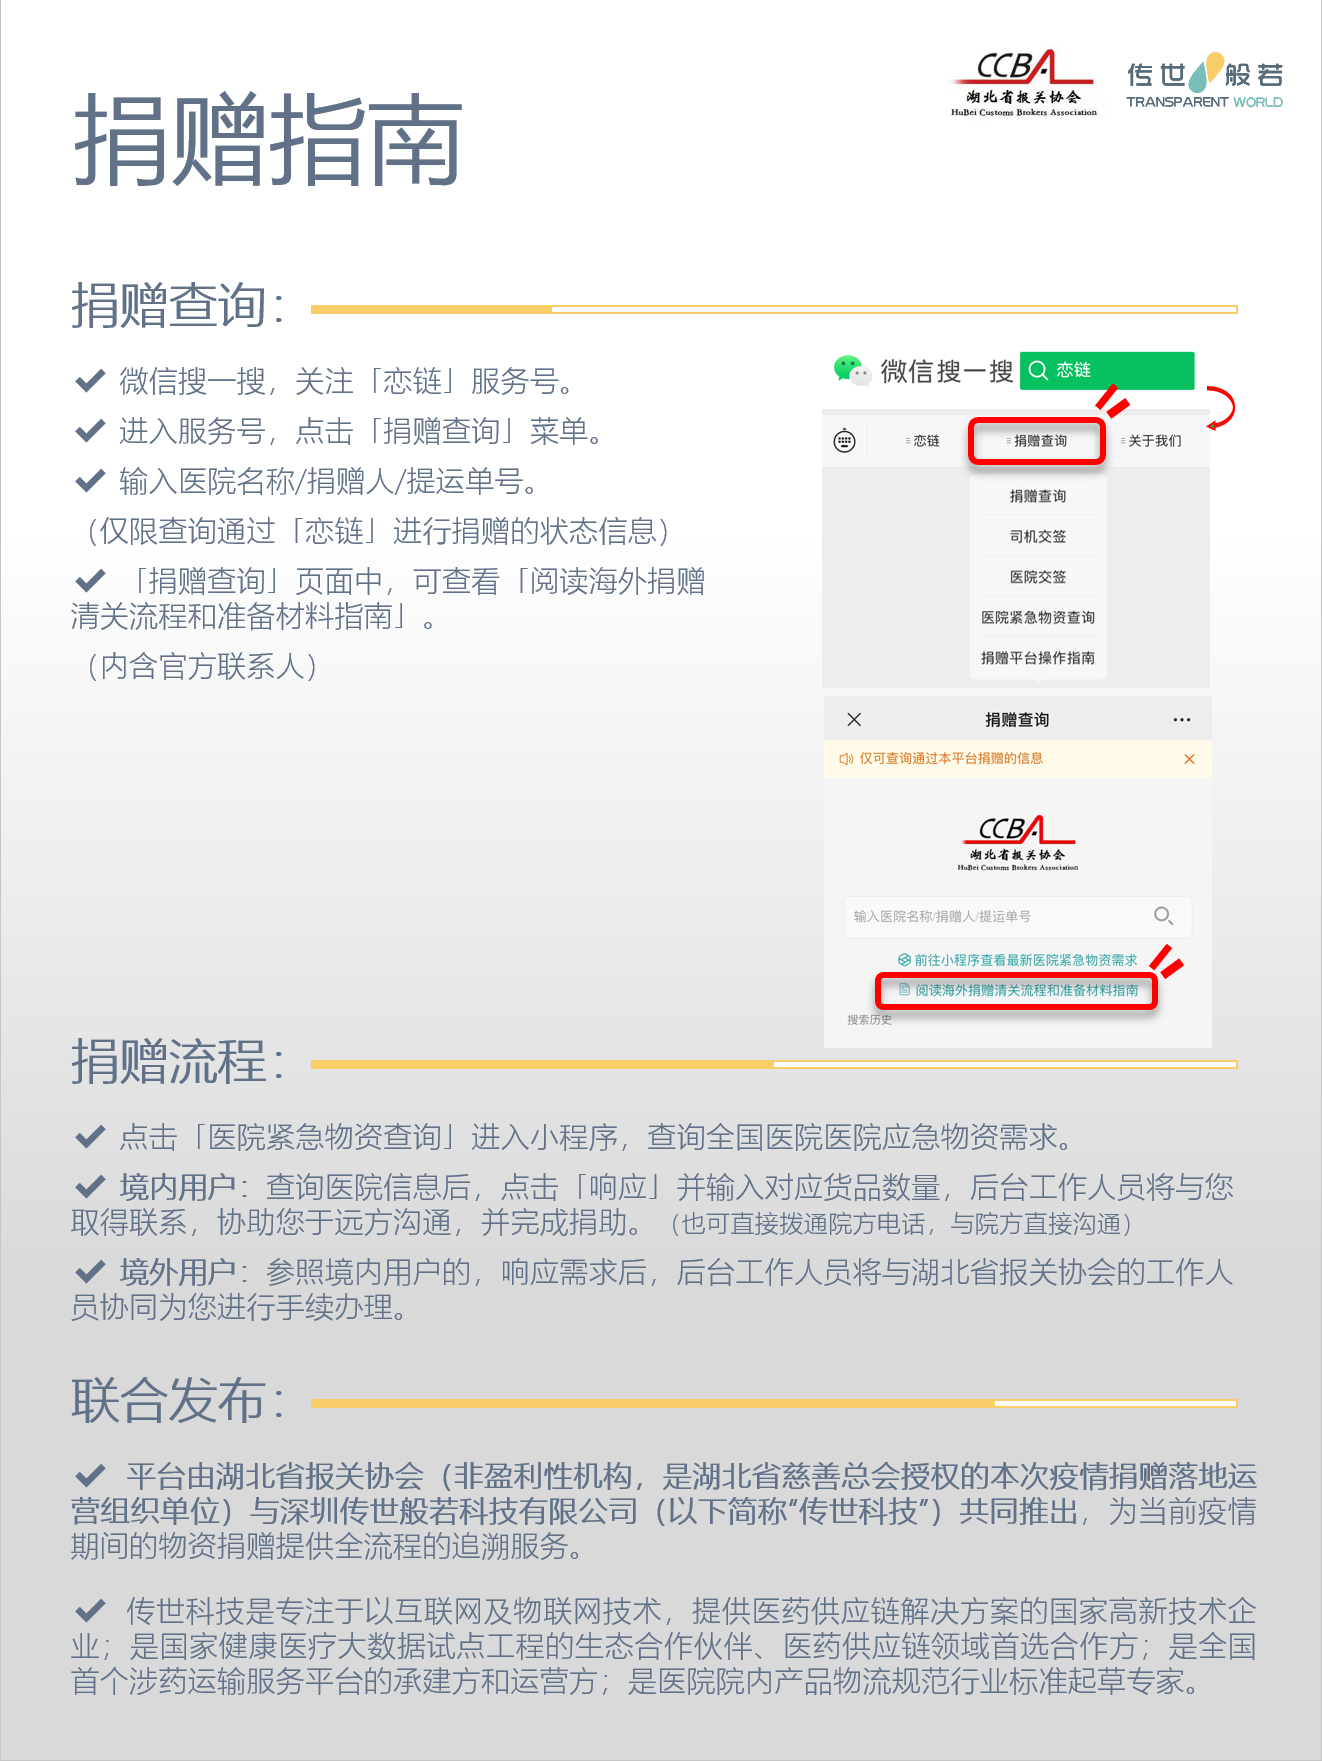 CCBA
湖北省报关协会
HuBei Customs Brokers Association
传世般若
TRANSPARENT WORLD
捐赠指南
捐赠查询：
微信搜一搜，关注「恋链」服务号。
进入服务号，点击「捐赠查询」菜单。
输入医院名称/捐赠人/提运单号。
（仅限查询通过「恋链」进行捐赠的状态信息）
「捐赠查询」页面中，可查看「阅读海外捐赠
清关流程和准备材料指南」。
（内含官方联系人）
微信搜一搜 恋链
恋链 捐赠查询 关于我们
捐赠查询
司机交签
医院交签
医院紧急物资查询
捐赠平台操作指南
捐赠查询
仅可查询通过本平台捐赠的信息
CCBA
湖北省报关协会
HuBei Customs Brokers Association
输入医院名称/捐赠人/提运单号
前往小程序查看最新医院紧急物资需求
阅读海外捐赠清关流程和准备材料指南
搜索历史
捐赠流程：
点击「医院紧急物资查询」进入小程序，查询全国医院医院应急物资需求。
境内用户：查询医院信息后，点击「响应」并输入对应货品数量，后台工作人员将与您
取得联系，协助您于远方沟通，并完成捐助。（也可直接拨通院方电话，与院方直接沟通）
境外用户：参照境内用户的，响应需求后，后台工作人员将与湖北省报关协会的工作人
员协同为您进行手续办理。
联合发布：
平台由湖北省报关协会（非盈利性机构，是湖北省慈善总会授权的本次疫情捐赠落地运
营组织单位）与深圳传世般若科技有限公司（以下简称“传世科技”）共同推出，为当前疫情
期间的物资捐赠提供全流程的追溯服务。
传世科技是专注于以互联网及物联网技术，提供医药供应链解决方案的国家高新技术企
业；是国家健康医疗大数据试点工程的生态合作伙伴、医药供应链领域首选合作方；是全国
首个涉药运输服务平台的承建方和运营方；是医院院内产品物流规范行业标准起草专家。